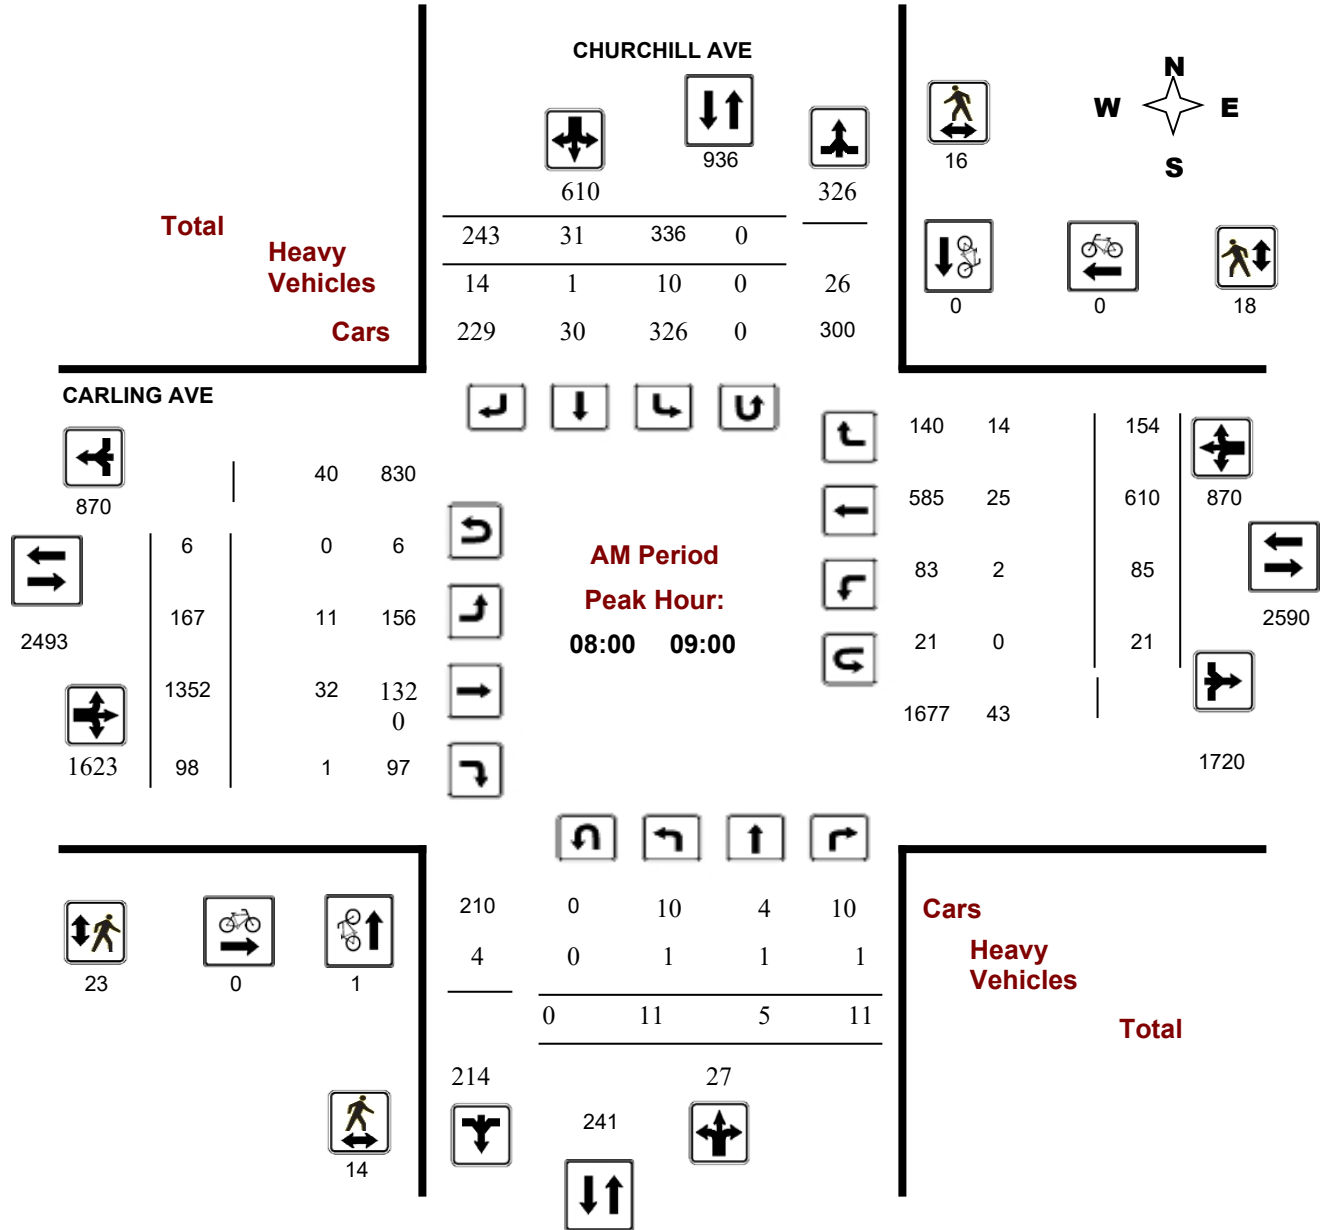 CHURCHILL AVE
N
W E
S
936
16
610 326
Total 243 31 336 0
Heavy
Vehicles 14 1 10 0 26
0 0 18
Cars 229 30 326 0 300
CARLING AVE
140 14 154
40 830
870
585 25 610 870
6 0 6
AM Period
83 2 85
Peak Hour:
167 11 156
2590
2493
08:00 09:00
21 0 21
1352 32 132
0
1677 43
1623 98 1 97
1720
210 0 10 4 10 Cars
4 0 1 1 1 Heavy
Vehicles
23 0 1
0 11 5 11 Total
214 27
241
14